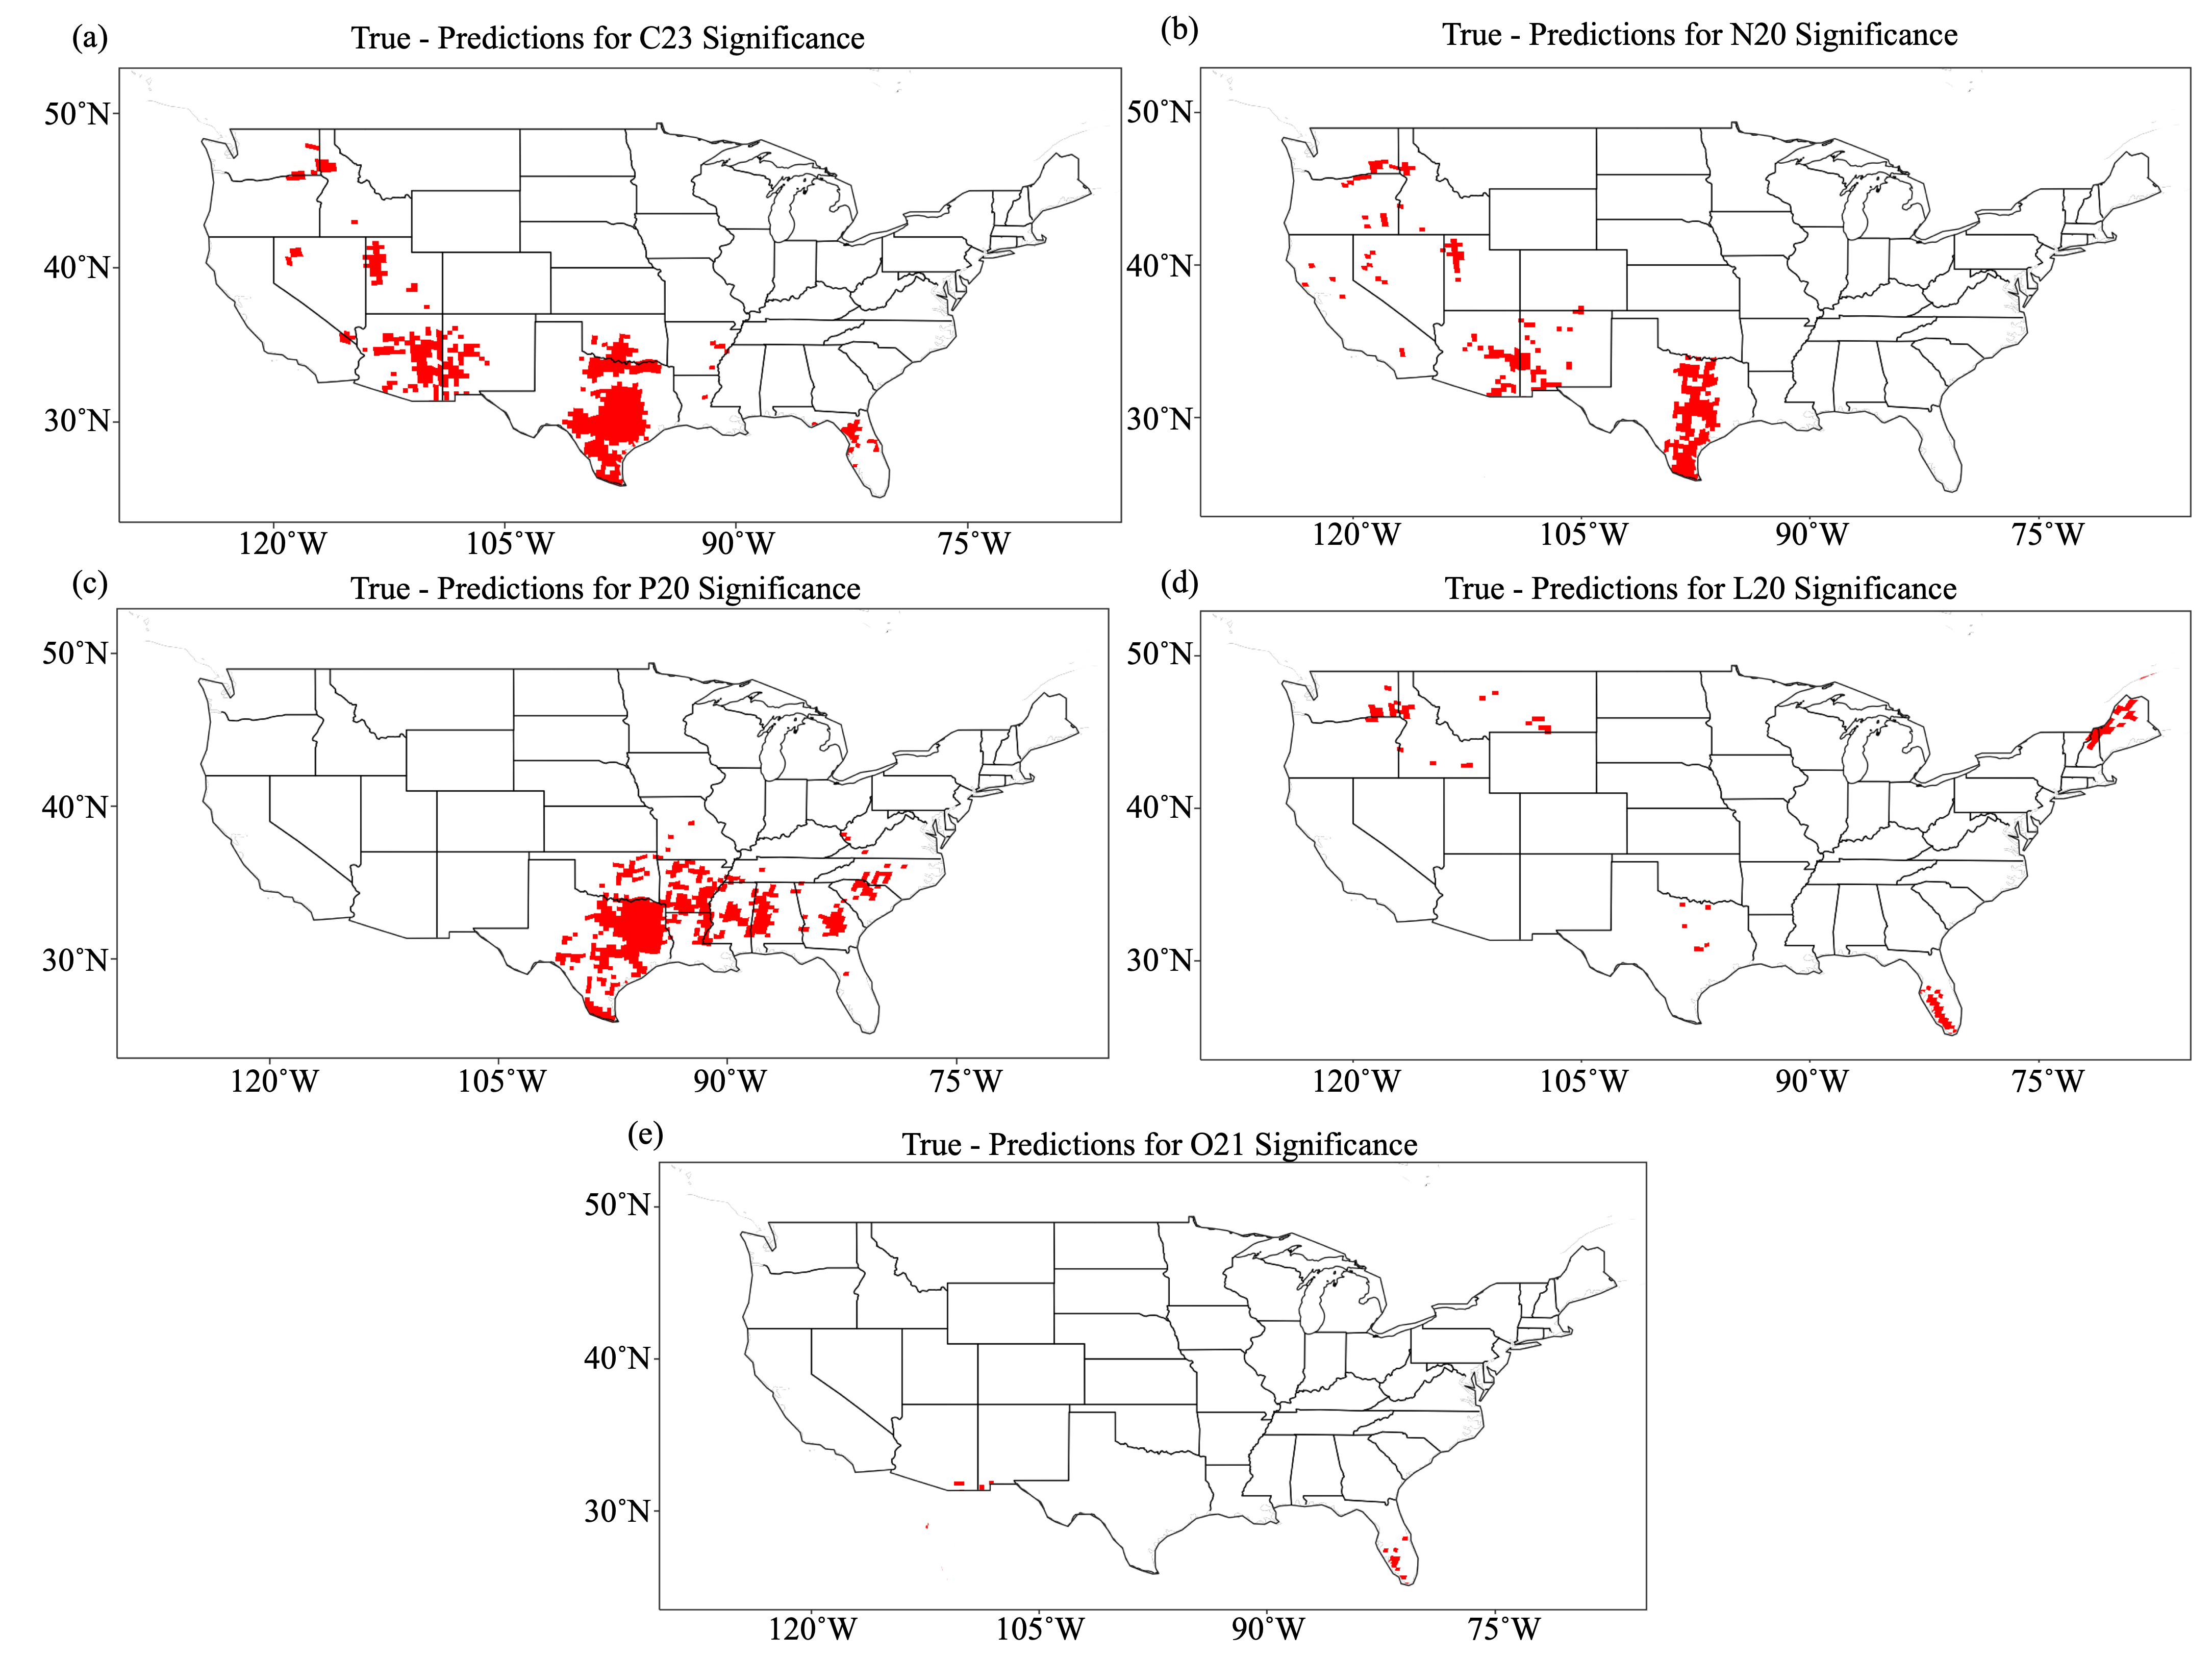 (a)
True - Predictions for C23 Significance
50°N
40°N
30°N
120°W
105°W
90°W
75°W
(b)
True - Predictions for N20 Significance
50°N
40°N
30°N
120°W
105°W
90°W
75°W
(c)
True - Predictions for P20 Significance
50°N
40°N
30°N
120°W
105°W
90°W
75°W
(d)
True - Predictions for L20 Significance
50°N
40°N
30°N
120°W
105°W
90°W
75°W
(e)
True - Predictions for O21 Significance
50°N
40°N
30°N
120°W
105°W
90°W
75°W